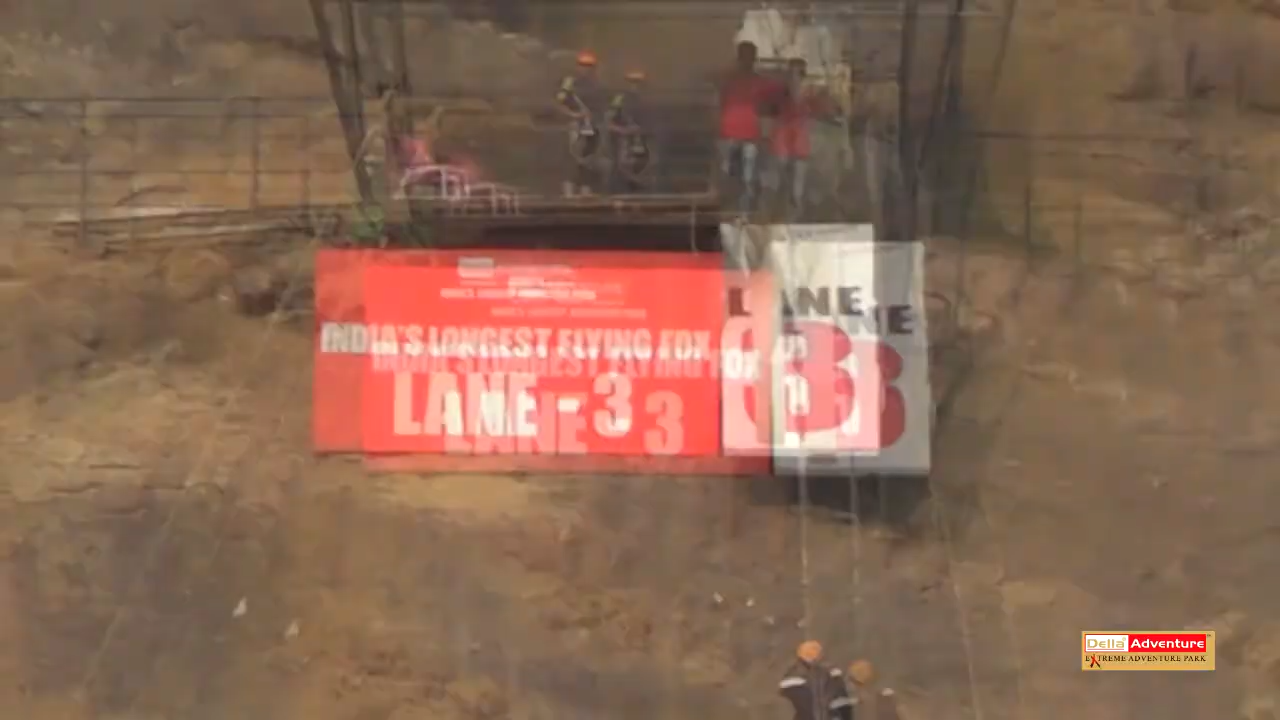 INDIA'S LONGEST FLYING FOX
LANE - 3
LANE
3
Della Adventure
EXTREME ADVENTURE PARK